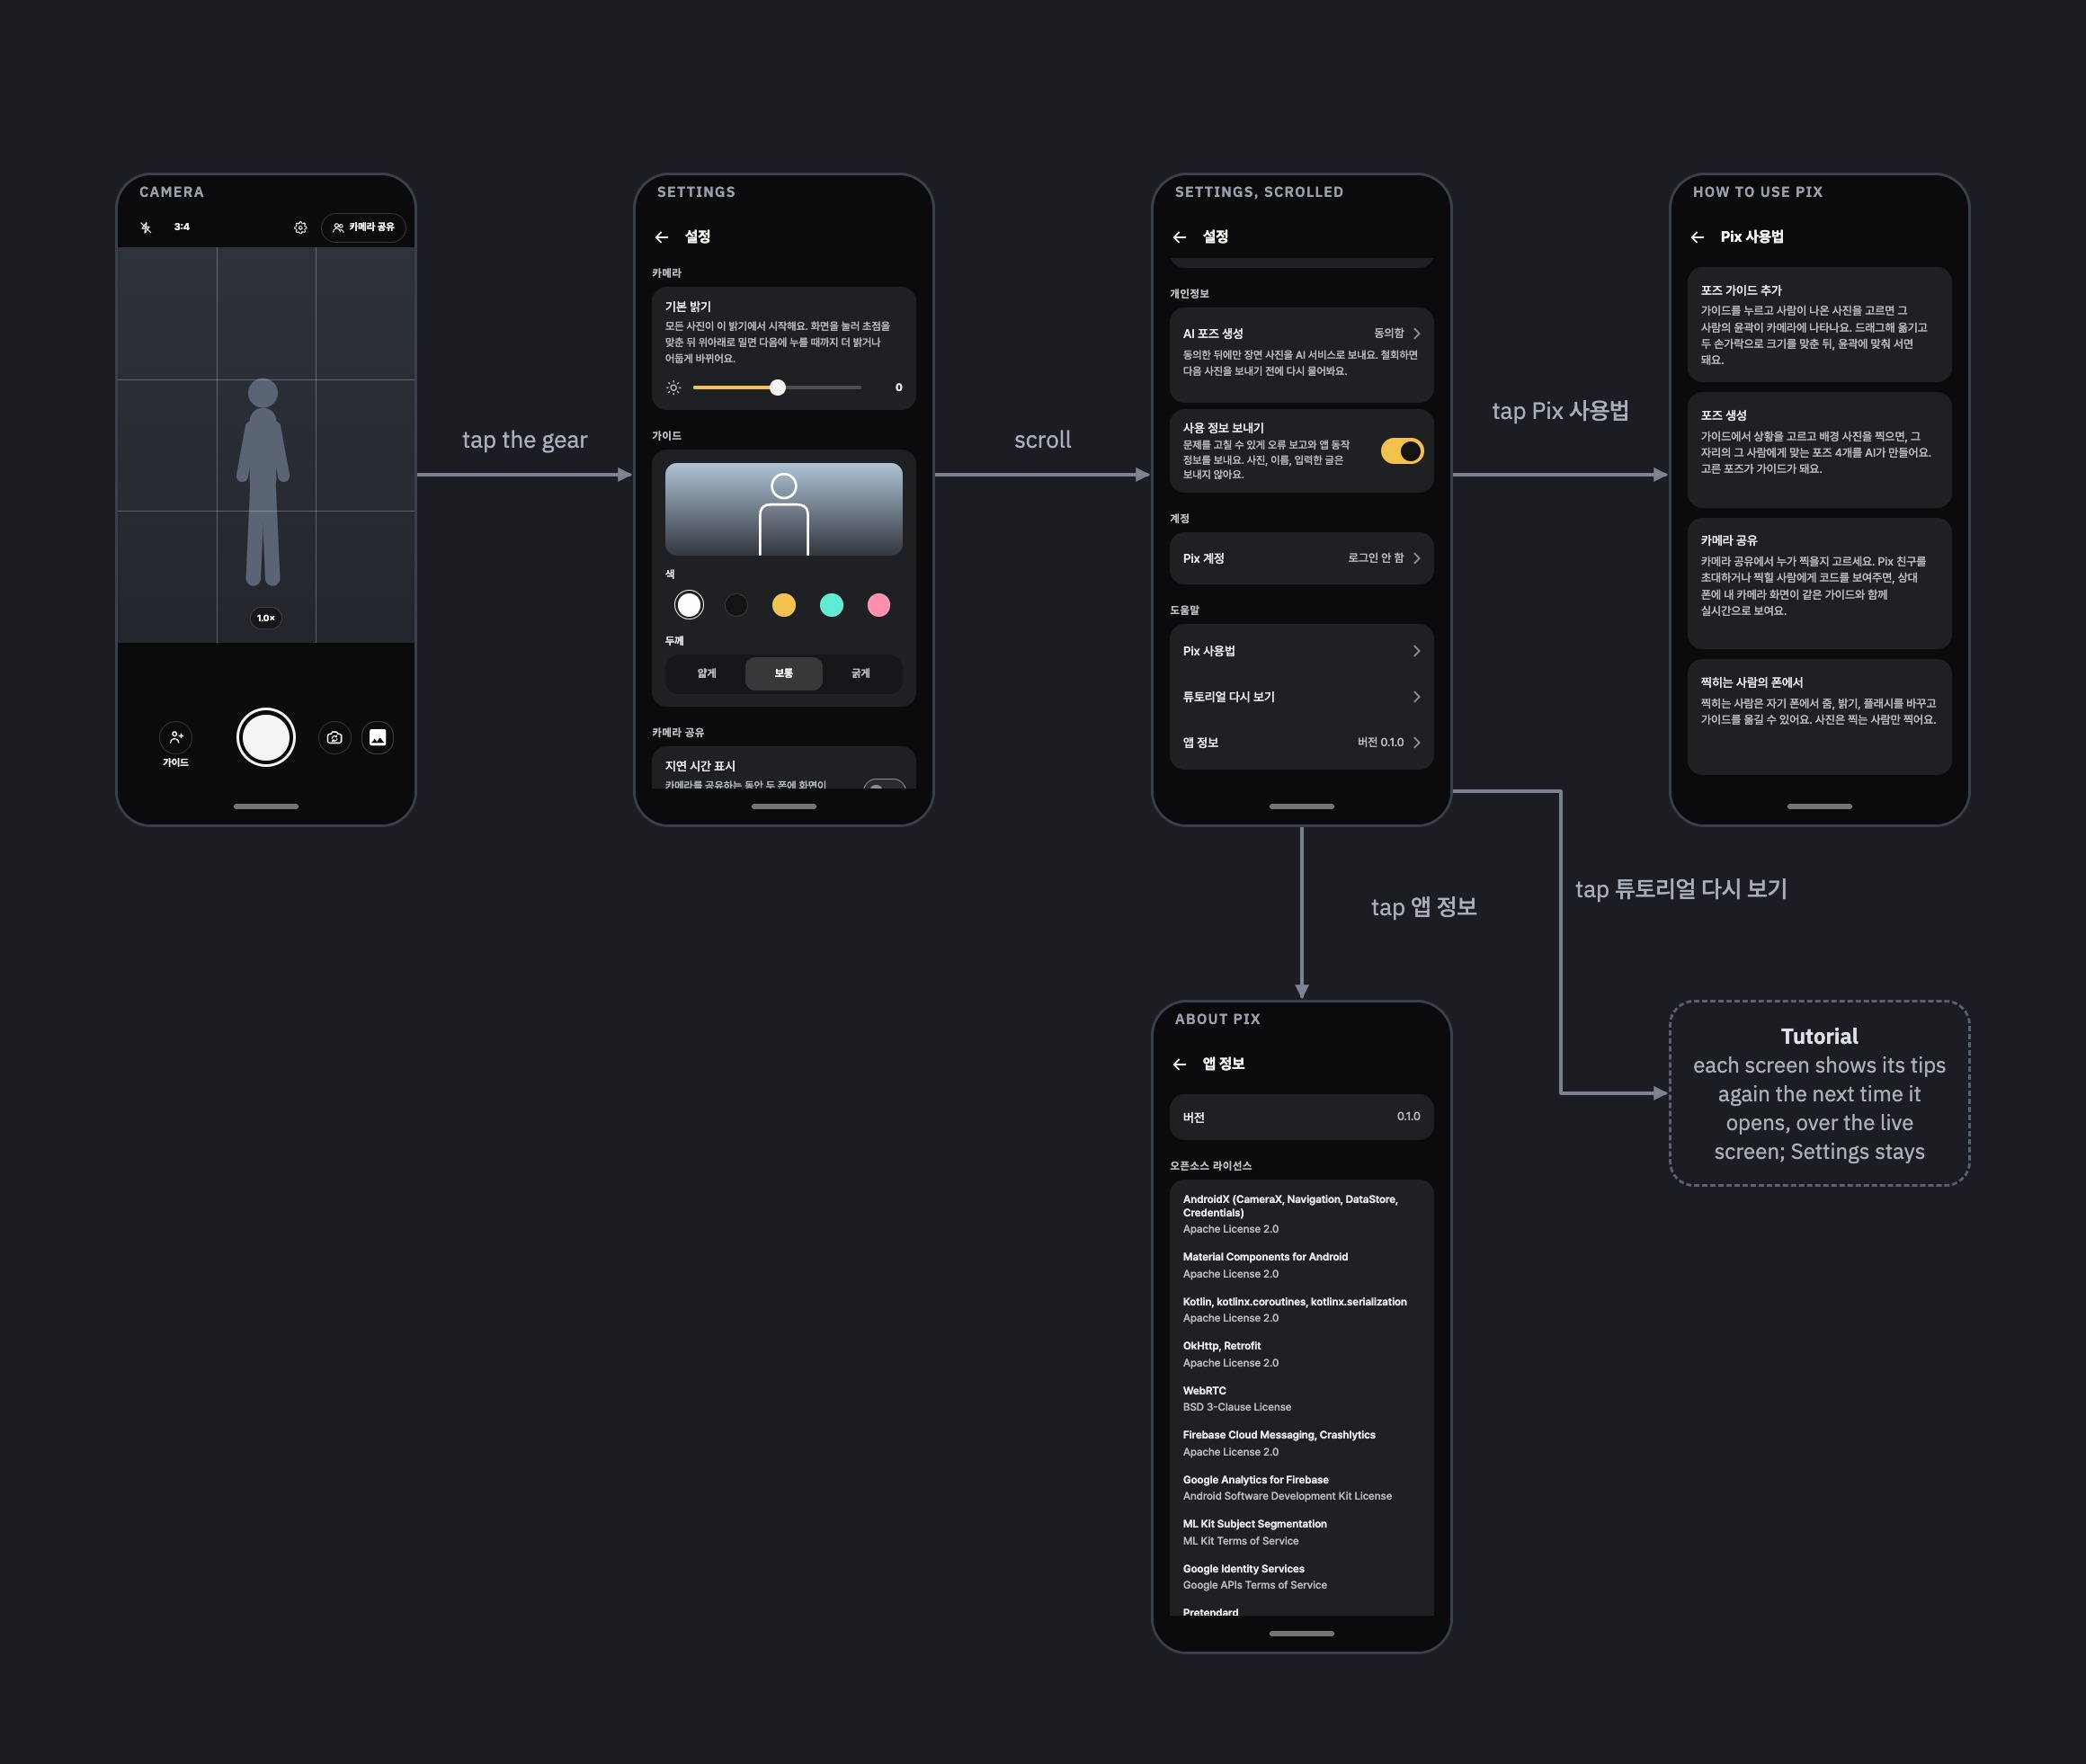 CAMERA
3:4
카메라 공유
1.0×
가이드
tap the gear
SETTINGS
설정
카메라
기본 밝기
모든 사진이 이 밝기에서 시작해요. 화면을 눌러 초점을
맞춘 뒤 위아래로 밀면 다음에 누를 때까지 더 밝거나
어둡게 바뀌어요.
0
가이드
색
두께
얇게
보통
굵게
카메라 공유
지연 시간 표시
카메라를 공유하는 동안 두 폰에 화면이
scroll
SETTINGS, SCROLLED
설정
개인정보
AI 포즈 생성
동의함
동의한 뒤에만 장면 사진을 AI 서비스로 보내요. 철회하면
다음 사진을 보내기 전에 다시 물어봐요.
사용 정보 보내기
문제를 고칠 수 있게 오류 보고와 앱 동작
정보를 보내요. 사진, 이름, 입력한 글은
보내지 않아요.
계정
Pix 계정
로그인 안 함
도움말
Pix 사용법
튜토리얼 다시 보기
앱 정보
버전 0.1.0
tap Pix 사용법
HOW TO USE PIX
Pix 사용법
포즈 가이드 추가
가이드를 누르고 사람이 나온 사진을 고르면 그
사람의 윤곽이 카메라에 나타나요. 드래그해 옮기고
두 손가락으로 크기를 맞춘 뒤, 윤곽에 맞춰 서면
돼요.
포즈 생성
가이드에서 상황을 고르고 배경 사진을 찍으면, 그
자리의 그 사람에게 맞는 포즈 4개를 AI가 만들어요.
고른 포즈가 가이드가 돼요.
카메라 공유
카메라 공유에서 누가 찍을지 고르세요. Pix 친구를
초대하거나 찍힐 사람에게 코드를 보여주면, 상대
폰에 내 카메라 화면이 같은 가이드와 함께
실시간으로 보여요.
찍히는 사람의 폰에서
찍히는 사람은 자기 폰에서 줌, 밝기, 플래시를 바꾸고
가이드를 옮길 수 있어요. 사진은 찍는 사람만 찍어요.
tap 앱 정보
tap 튜토리얼 다시 보기
ABOUT PIX
앱 정보
버전
0.1.0
오픈소스 라이선스
AndroidX (CameraX, Navigation, DataStore,
Credentials)
Apache License 2.0
Material Components for Android
Apache License 2.0
Kotlin, kotlinx.coroutines, kotlinx.serialization
Apache License 2.0
OkHttp, Retrofit
Apache License 2.0
WebRTC
BSD 3-Clause License
Firebase Cloud Messaging, Crashlytics
Apache License 2.0
Google Analytics for Firebase
Android Software Development Kit License
ML Kit Subject Segmentation
ML Kit Terms of Service
Google Identity Services
Google APIs Terms of Service
Pretendard
Tutorial
each screen shows its tips
again the next time it
opens, over the live
screen; Settings stays